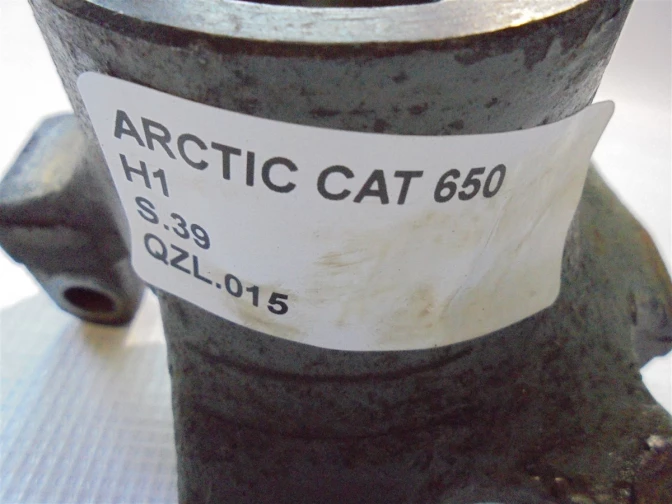 ARCTIC CAT 650
H1
S.39
QZL.015